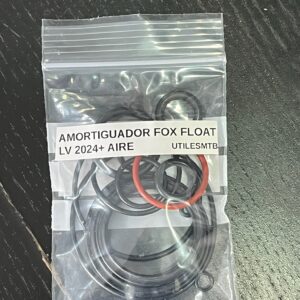 AMORTIGUADOR FOX FLOAT
LV 2024+ AIRE UTILESMTB